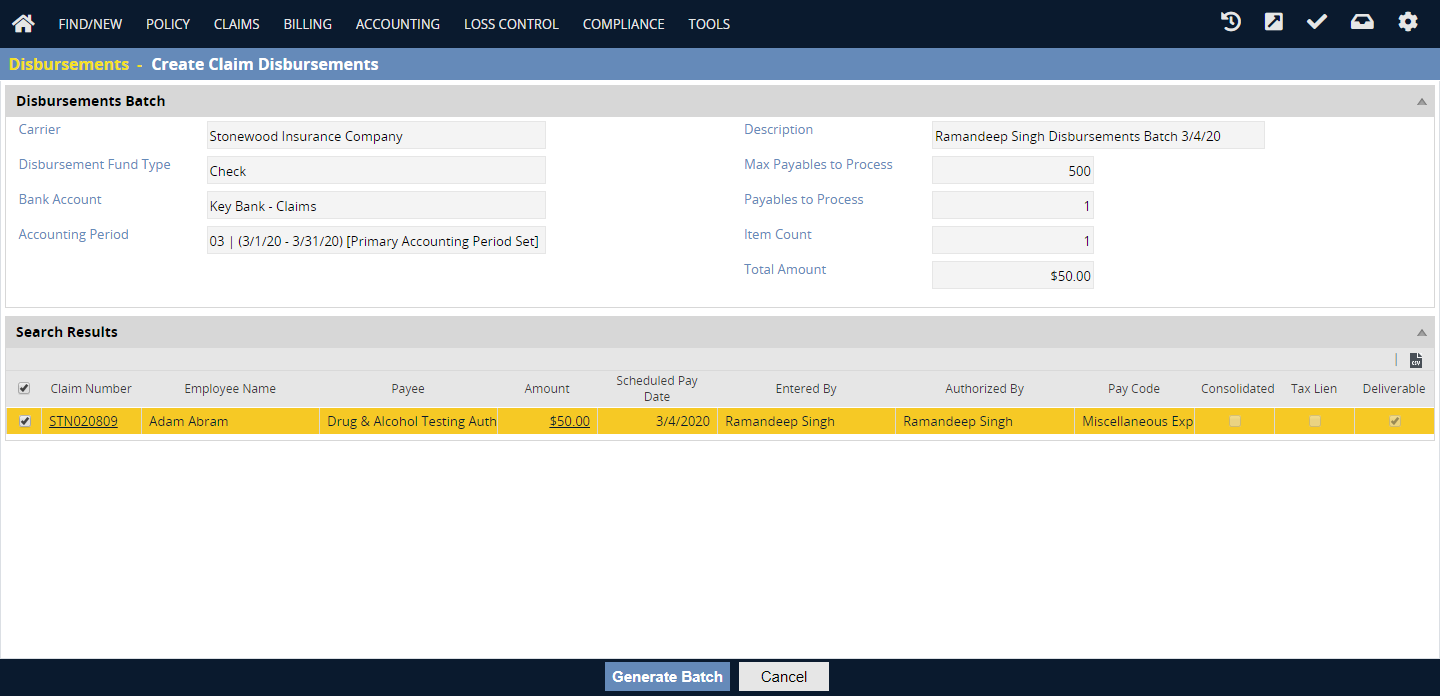 FIND/NEW POLICY CLAIMS BILLING ACCOUNTING LOSS CONTROL COMPLIANCE TOOLS
Disbursements - Create Claim Disbursements
Disbursements Batch
Carrier Stonewood Insurance Company Description Ramandeep Singh Disbursements Batch 3/4/20
Disbursement Fund Type Check Max Payables to Process 500
Bank Account Key Bank - Claims Payables to Process 1
Accounting Period 03 | (3/1/20 - 3/31/20) [Primary Accounting Period Set] Item Count 1
Total Amount $50.00
Search Results
CSV
Claim Number Employee Name Payee Amount Scheduled Pay Date Entered By Authorized By Pay Code Consolidated Tax Lien Deliverable
STN020809 Adam Abram Drug & Alcohol Testing Auth $50.00 3/4/2020 Ramandeep Singh Ramandeep Singh Miscellaneous Exp
Generate Batch Cancel